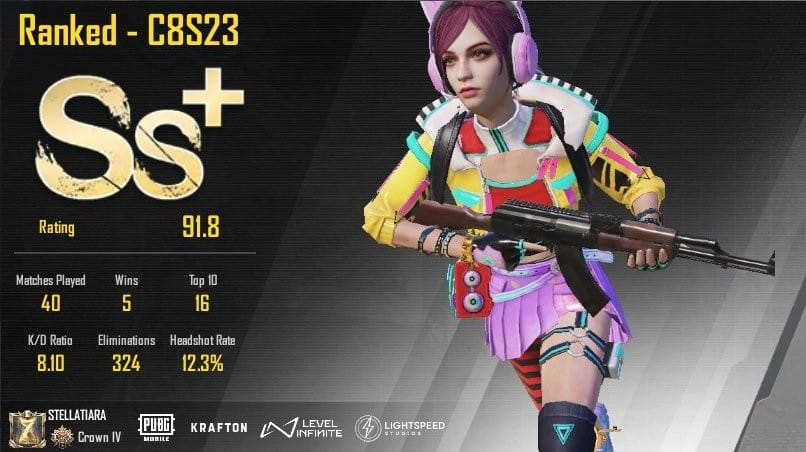 Ranked - C8S23
Ss+
Rating 91.8
Matches Played Wins Top 10
40 5 16
K/D Ratio Eliminations Headshot Rate
8.10 324 12.3%
STELLATIARA
Crown IV
PUBG
MOBILE
KRAFTON
LEVEL
INFINITE
LIGHTSPEED
STUDIOS